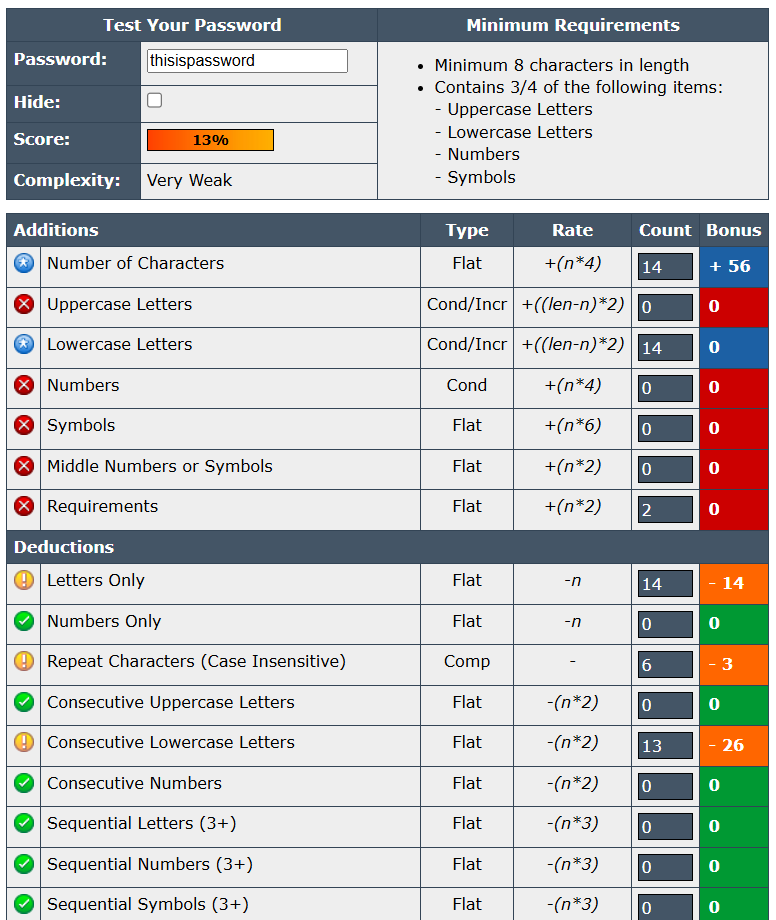 Test Your Password
Minimum Requirements
Password: thisispassword
Hide:
Score: 13%
Complexity: Very Weak
• Minimum 8 characters in length
• Contains 3/4 of the following items:
- Uppercase Letters
- Lowercase Letters
- Numbers
- Symbols
Additions Type Rate Count Bonus
Number of Characters Flat +(n*4) 14 + 56
Uppercase Letters Cond/Incr +((len-n)*2) 0 0
Lowercase Letters Cond/Incr +((len-n)*2) 14 0
Numbers Cond +(n*4) 0 0
Symbols Flat +(n*6) 0 0
Middle Numbers or Symbols Flat +(n*2) 0 0
Requirements Flat +(n*2) 2 0
Deductions
Letters Only Flat -n 14 - 14
Numbers Only Flat -n 0 0
Repeat Characters (Case Insensitive) Comp - 6 - 3
Consecutive Uppercase Letters Flat -(n*2) 0 0
Consecutive Lowercase Letters Flat -(n*2) 13 - 26
Consecutive Numbers Flat -(n*2) 0 0
Sequential Letters (3+) Flat -(n*3) 0 0
Sequential Numbers (3+) Flat -(n*3) 0 0
Sequential Symbols (3+) Flat -(n*3) 0 0